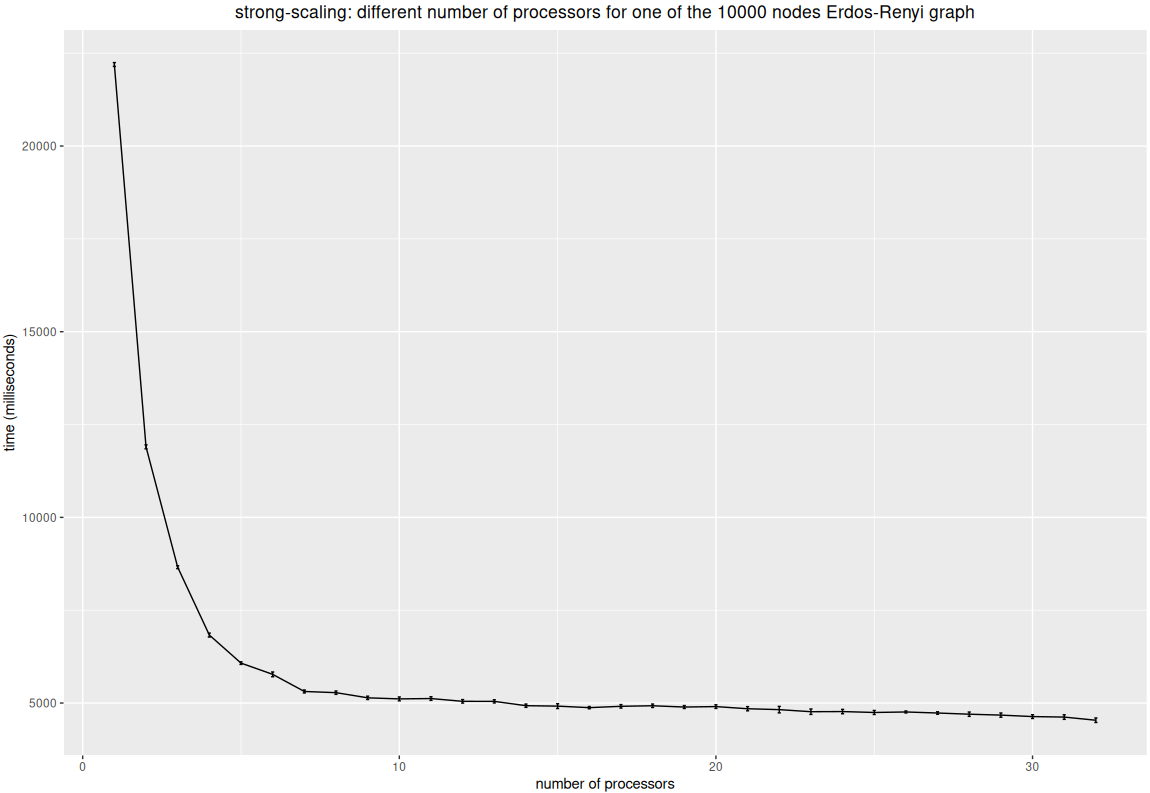 strong-scaling: different number of processors for one of the 10000 nodes Erdos-Renyi graph
time (milliseconds)
20000
15000
10000
5000
0 10 20 30
number of processors